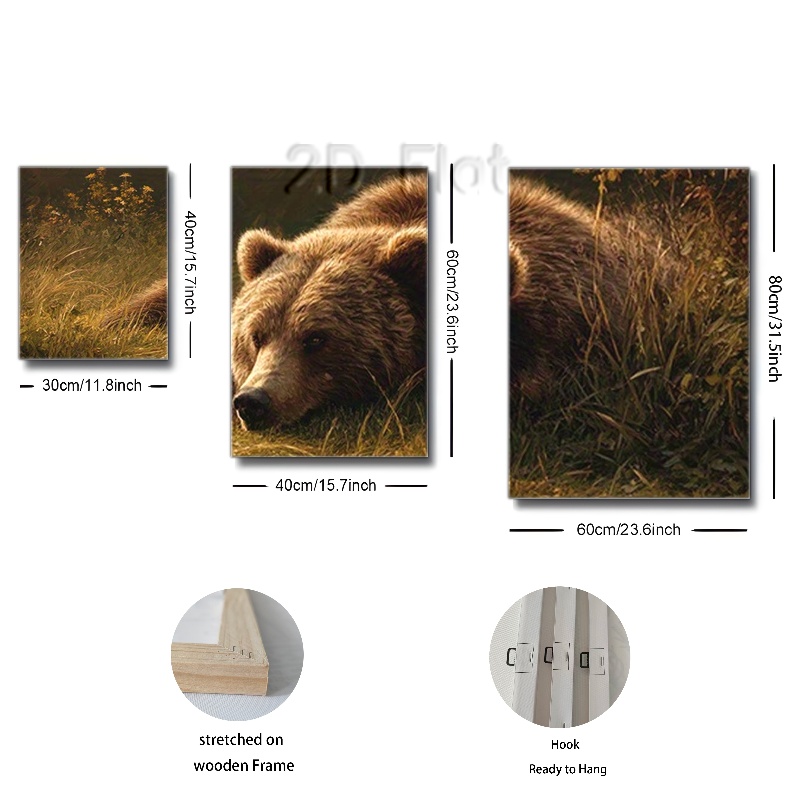 2D Flat
40cm/15.7inch
30cm/11.8inch
60cm/23.6inch
40cm/15.7inch
80cm/31.5inch
60cm/23.6inch
stretched on
wooden Frame
Hook
Ready to Hang